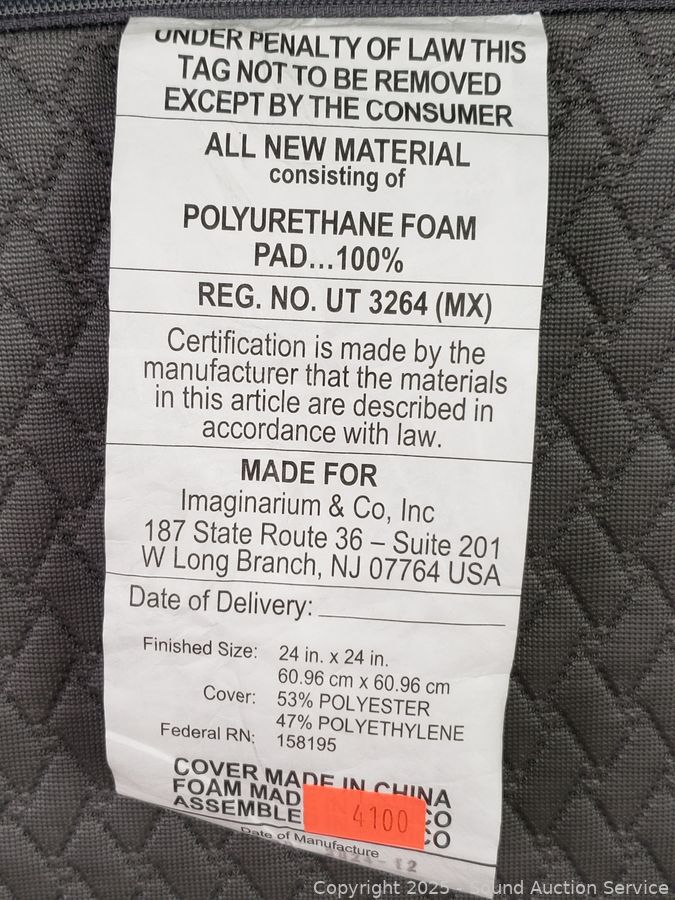 UNDER PENALTY OF LAW THIS
TAG NOT TO BE REMOVED
EXCEPT BY THE CONSUMER
ALL NEW MATERIAL
consisting of
POLYURETHANE FOAM
PAD...100%
REG. NO. UT 3264 (MX)
Certification is made by the
manufacturer that the materials
in this article are described in
accordance with law.
MADE FOR
Imaginarium & Co, Inc
187 State Route 36 – Suite 201
W Long Branch, NJ 07764 USA
Date of Delivery:
Finished Size: 24 in. x 24 in.
60.96 cm x 60.96 cm
Cover: 53% POLYESTER
47% POLYETHYLENE
Federal RN: 158195
COVER MADE IN CHINA
FOAM MAD CO
ASSEMBLE CO
4100
Date of Manufacture
Copyright 2025 - Sound Auction Service